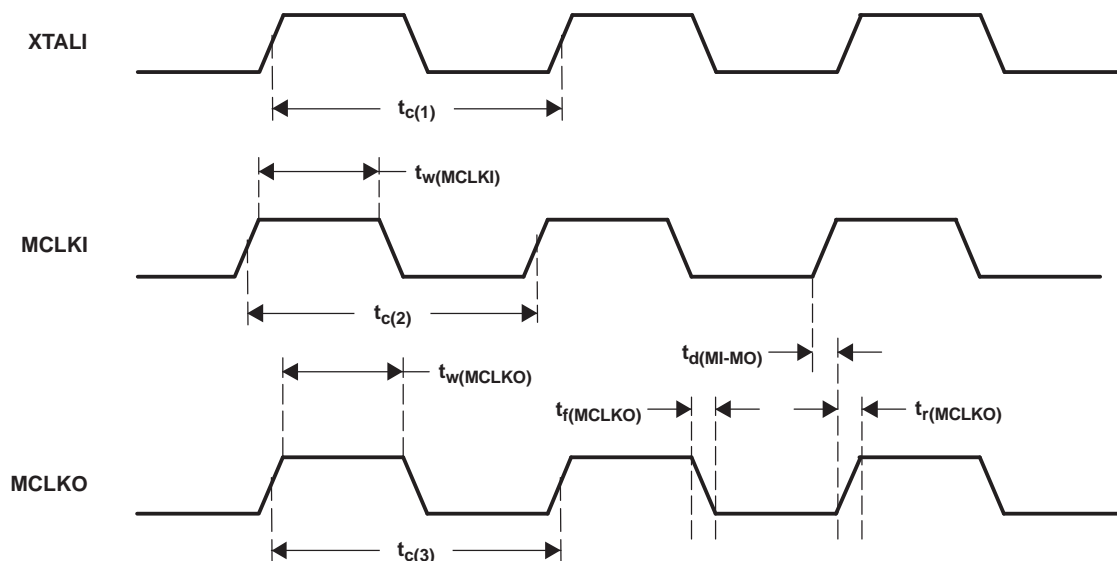 XTALI
tc(1)
tw(MCLKI)
MCLKI
tc(2)
td(MI-MO)
tw(MCLKO)
tf(MCLKO)
tr(MCLKO)
MCLKO
tc(3)